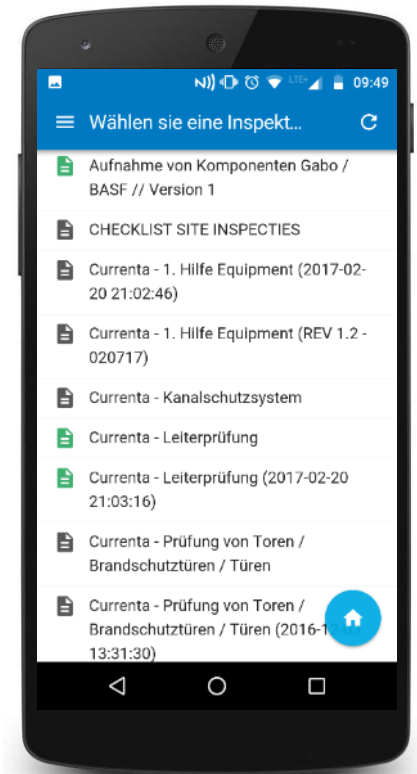 LTE+ 09:49
Wählen sie eine Inspekt...
Aufnahme von Komponenten Gabo /
BASF // Version 1
CHECKLIST SITE INSPECTIES
Currenta - 1. Hilfe Equipment (2017-02-
20 21:02:46)
Currenta - 1. Hilfe Equipment (REV 1.2 -
020717)
Currenta - Kanalschutzsystem
Currenta - Leiterprüfung
Currenta - Leiterprüfung (2017-02-20
21:03:16)
Currenta - Prüfung von Toren /
Brandschutztüren / Türen
Currenta - Prüfung von Toren /
Brandschutztüren / Türen
13:31:30)